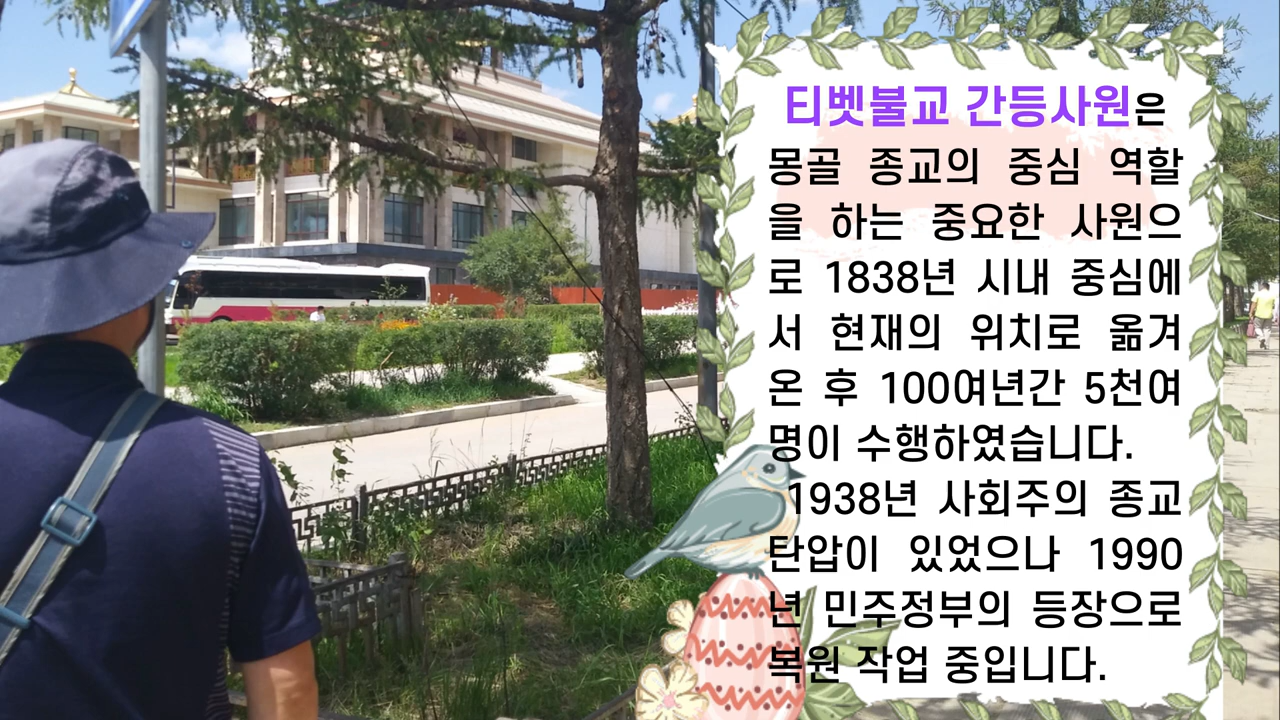 티벳불교 간등사원은
몽골 종교의 중심 역할
을 하는 중요한 사원으
로 1838년 시내 중심에
서 현재의 위치로 옮겨
온 후 100여년간 5천여
명이 수행하였습니다.
1938년 사회주의 종교
탄압이 있었으나 1990
년 민주정부의 등장으로
복원 작업 중입니다.